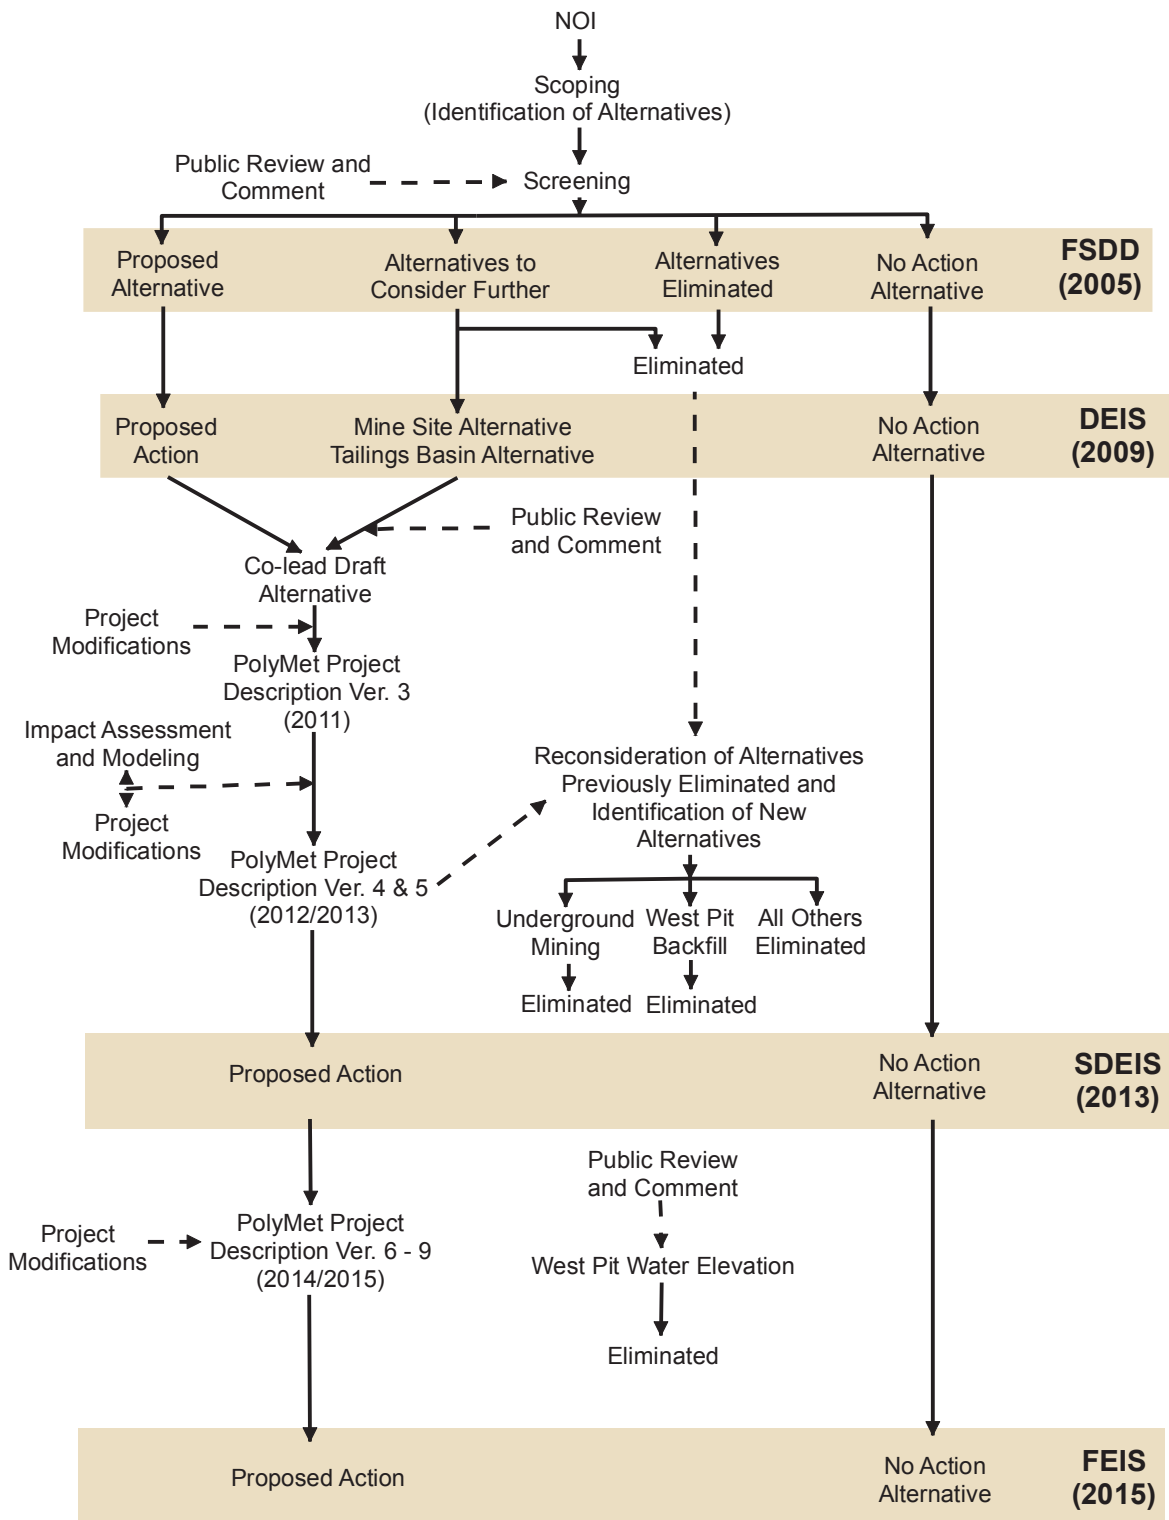 NOI
Scoping
(Identification of Alternatives)
Public Review and
Comment
Screening
Proposed
Alternative
Alternatives to
Consider Further
Alternatives
Eliminated
No Action
Alternative
FSDD
(2005)
Eliminated
Proposed
Action
Mine Site Alternative
Tailings Basin Alternative
No Action
Alternative
DEIS
(2009)
Public Review
and Comment
Co-lead Draft
Alternative
Project
Modifications
PolyMet Project
Description Ver. 3
(2011)
Impact Assessment
and Modeling
Project
Modifications
Reconsideration of Alternatives
Previously Eliminated and
Identification of New
Alternatives
PolyMet Project
Description Ver. 4 & 5
(2012/2013)
Underground
Mining
West Pit
Backfill
All Others
Eliminated
Eliminated
Eliminated
Proposed Action
No Action
Alternative
SDEIS
(2013)
Public Review
and Comment
Project
Modifications
PolyMet Project
Description Ver. 6 - 9
(2014/2015)
West Pit Water Elevation
Eliminated
Proposed Action
No Action
Alternative
FEIS
(2015)